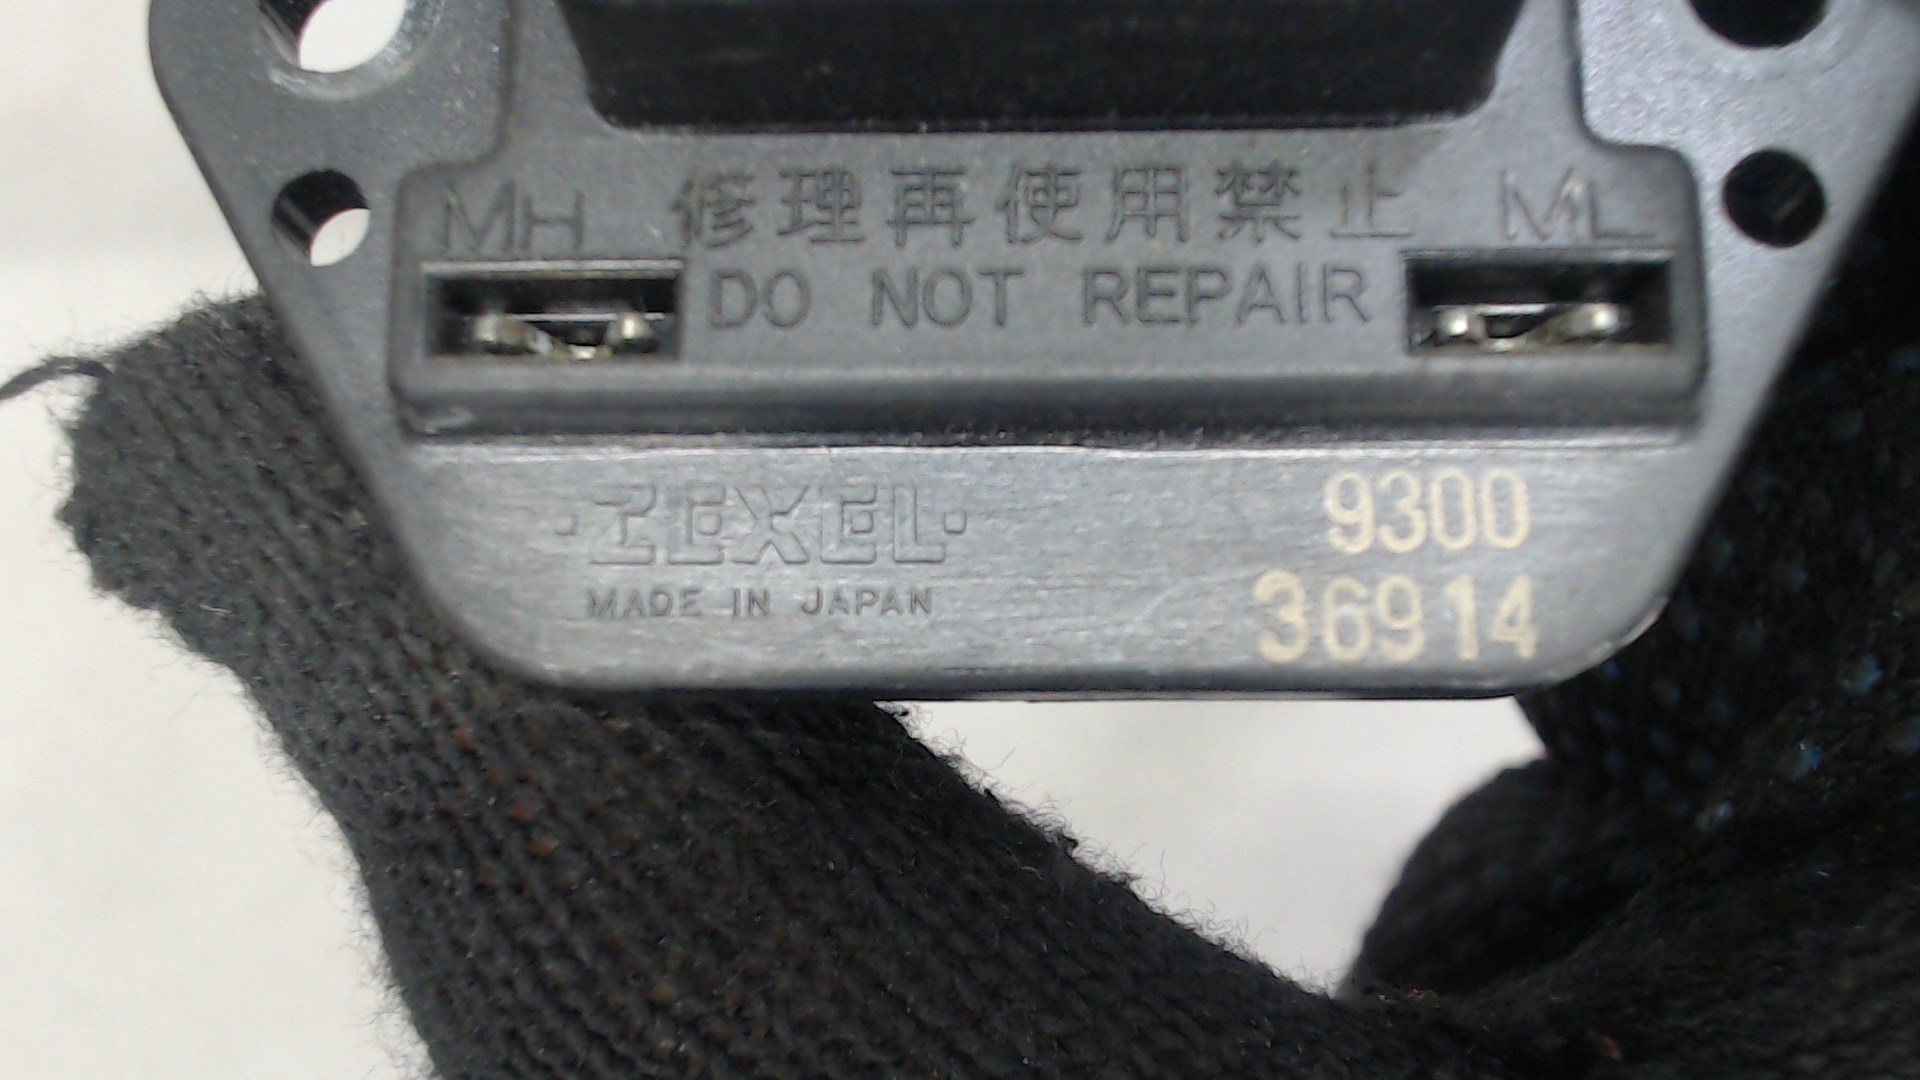 MH 修理再使用禁止 ML
DO NOT REPAIR
·ZEXEL·
9300
MADE IN JAPAN
36914